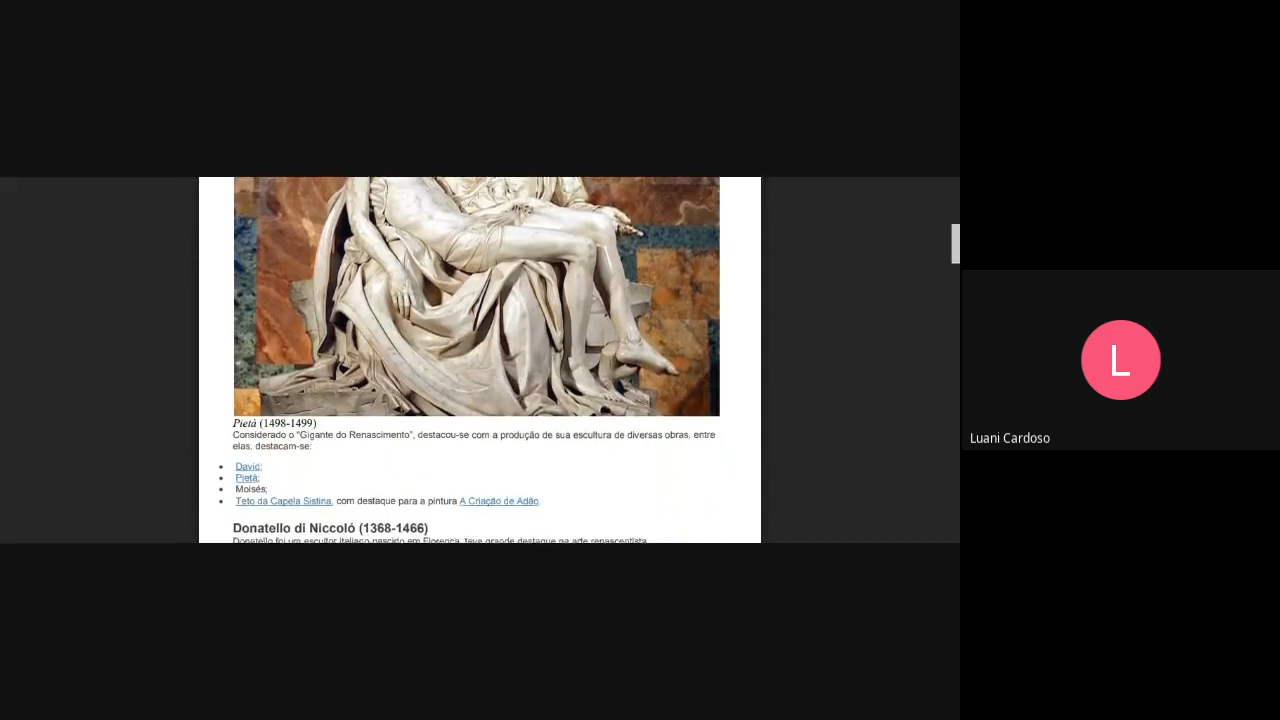 Pietà (1498-1499)
Considerado o "Gigante do Renascimento", destacou-se com a produção de sua escultura de diversas obras, entre
elas, destacam-se:
David;
Pietà;
Moisés;
Teto da Capela Sistina, com destaque para a pintura A Criação de Adão.
Donatello di Niccoló (1368-1466)
Donatello foi um escultor italiano nascido em Florença, teve grande destaque na arte renascentista
L
Luani Cardoso